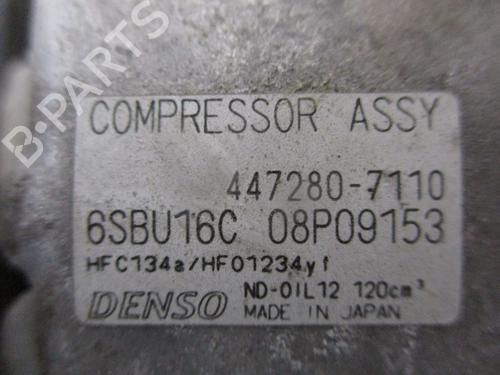 B-PARTS
COMPRESSOR ASSY
447280-7110
6SBU16C 08P09153
HFC134a/HFO1234yf
DENSO ND-OIL12 120cm³
MADE IN JAPAN